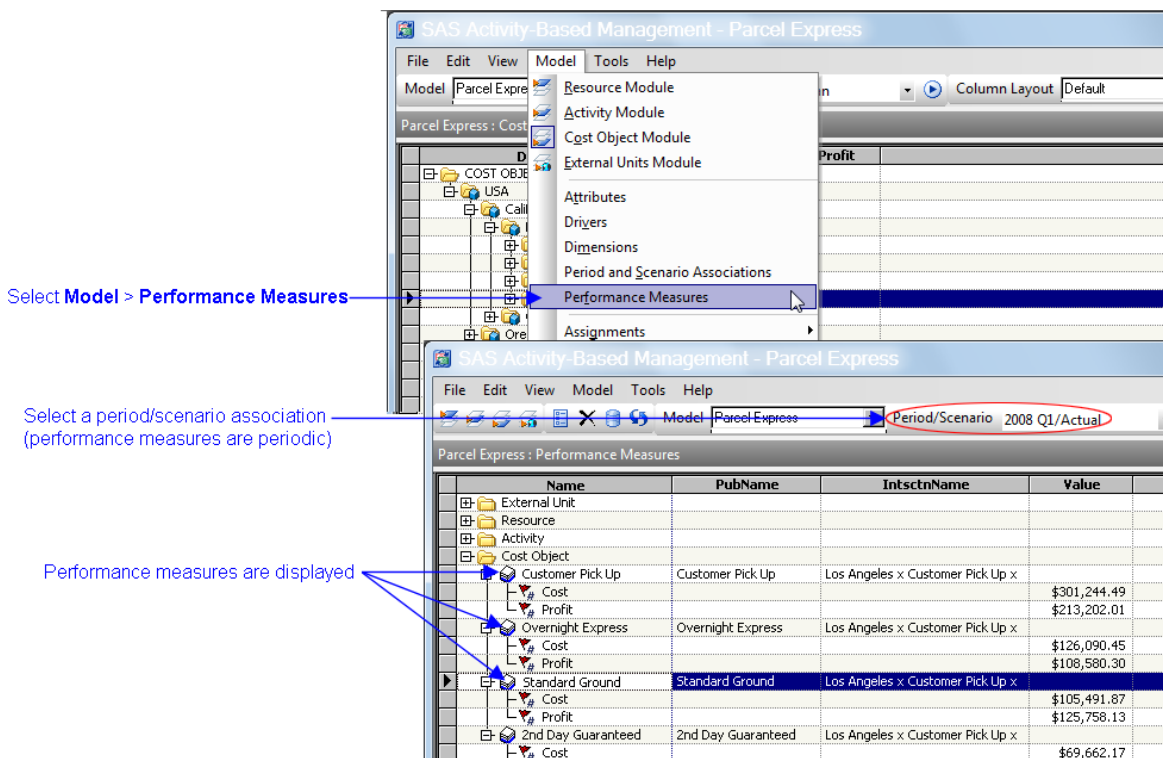 SAS Activity-Based Management - Parcel Express
File Edit View Model Tools Help
Model Parcel Expre Column Layout Default
Parcel Express : Cost
Profit
COST OBJE
USA
Cali
Ore
Resource Module
Activity Module
Cost Object Module
External Units Module
Attributes
Drivers
Dimensions
Period and Scenario Associations
Performance Measures
Assignments
Select Model > Performance Measures
SAS Activity-Based Management - Parcel Express
File Edit View Model Tools Help
Select a period/scenario association
(performance measures are periodic)
Model Parcel Express Period/Scenario 2008 Q1/Actual
Parcel Express : Performance Measures
Name PubName IntsctnName Value
External Unit
Resource
Activity
Cost Object
Performance measures are displayed
Customer Pick Up Customer Pick Up Los Angeles x Customer Pick Up x
Cost $301,244.49
Profit $213,202.01
Overnight Express Overnight Express Los Angeles x Customer Pick Up x
Cost $126,090.45
Profit $108,580.30
Standard Ground Standard Ground Los Angeles x Customer Pick Up x
Cost $105,491.87
Profit $125,758.13
2nd Day Guaranteed 2nd Day Guaranteed Los Angeles x Customer Pick Up x
Cost $69,662.17